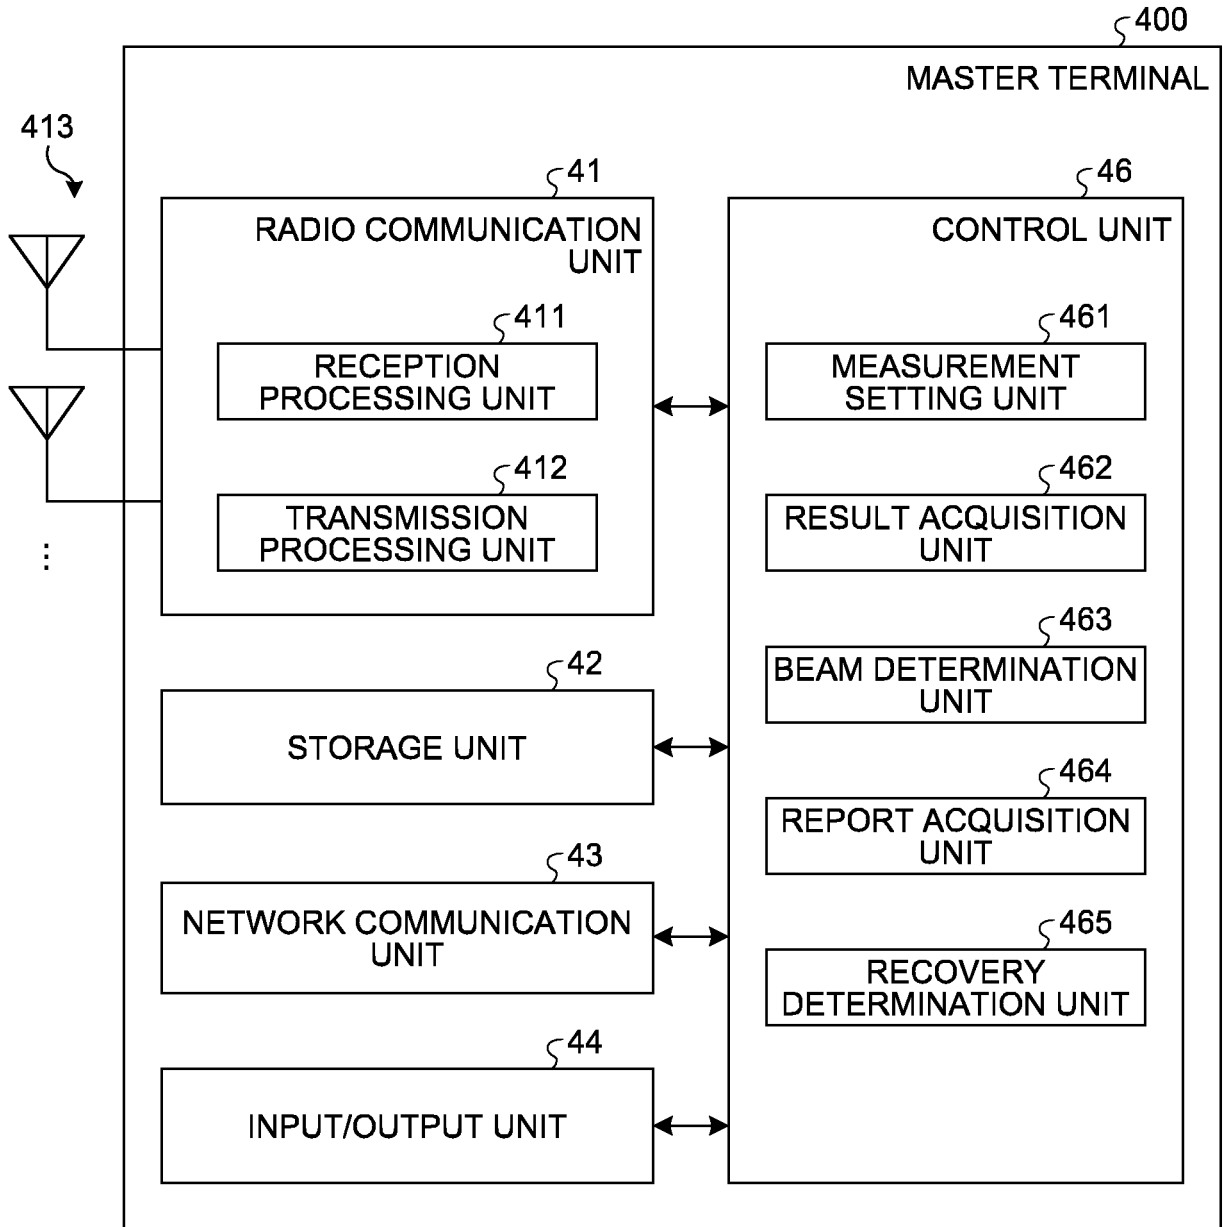 400
MASTER TERMINAL
413
41
RADIO COMMUNICATION
UNIT
411
RECEPTION
PROCESSING UNIT
412
TRANSMISSION
PROCESSING UNIT
42
STORAGE UNIT
43
NETWORK COMMUNICATION
UNIT
44
INPUT/OUTPUT UNIT
46
CONTROL UNIT
461
MEASUREMENT
SETTING UNIT
462
RESULT ACQUISITION
UNIT
463
BEAM DETERMINATION
UNIT
464
REPORT ACQUISITION
UNIT
465
RECOVERY
DETERMINATION UNIT